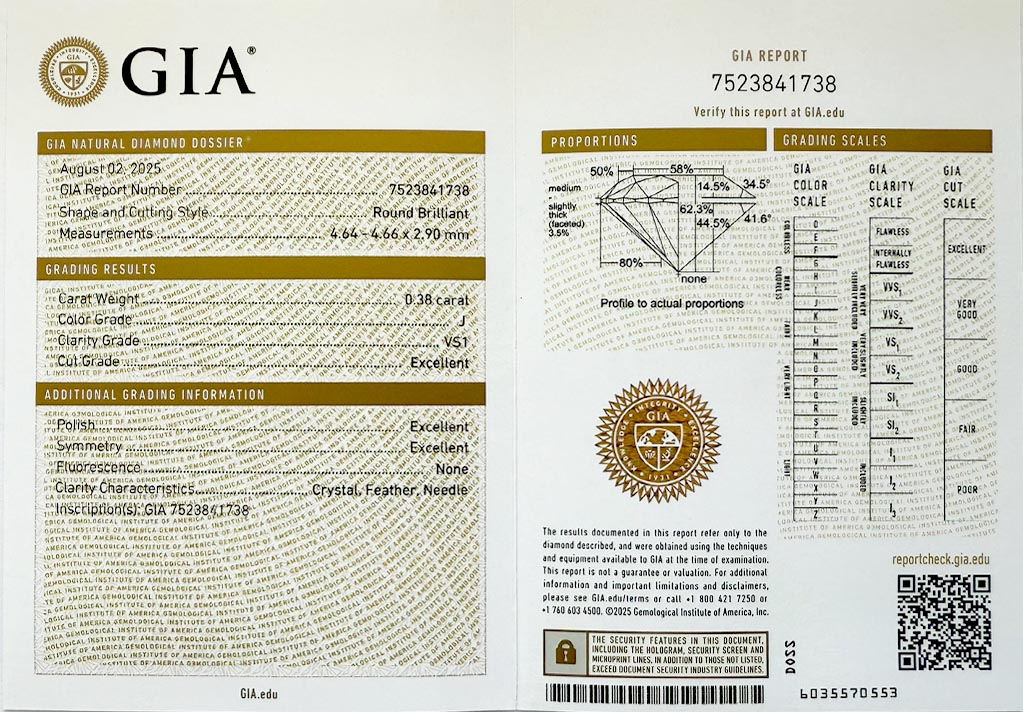 GIA®
GIA NATURAL DIAMOND DOSSIER®
August 02, 2025
GIA Report Number 7523841738
Shape and Cutting Style Round Brilliant
Measurements 4.64 - 4.66 x 2.90 mm
GRADING RESULTS
Carat Weight 0.38 carat
Color Grade J
Clarity Grade VS1
Cut Grade Excellent
ADDITIONAL GRADING INFORMATION
Polish Excellent
Symmetry Excellent
Fluorescence None
Clarity Characteristics Crystal, Feather, Needle
Inscription(s): GIA 7523841738
GIA.edu
GIA REPORT
7523841738
Verify this report at GIA.edu
PROPORTIONS
50%
58%
medium
-
slightly
thick
(faceted)
3.5%
14.5%
34.5°
62.3%
44.5%
41.6°
80%
none
Profile to actual proportions
GIA
1931
The results documented in this report refer only to the
diamond described, and were obtained using the techniques
and equipment available to GIA at the time of examination.
This report is not a guarantee or valuation. For additional
information and important limitations and disclaimers,
please see GIA.edu/terms or call +1 800 421 7250 or
+1 760 603 4500. ©2025 Gemological Institute of America, Inc.
THE SECURITY FEATURES IN THIS DOCUMENT,
INCLUDING THE HOLOGRAM, SECURITY SCREEN AND
MICROPRINT LINES, IN ADDITION TO THOSE NOT LISTED,
EXCEED DOCUMENT SECURITY INDUSTRY GUIDELINES.
GRADING SCALES
GIA
COLOR
SCALE
COLORLESS
D
E
F
NEAR COLORLESS
G
H
I
J
FAINT
K
L
M
VERY LIGHT
N
O
P
Q
R
LIGHT
S
T
U
V
W
X
Y
Z
GIA
CLARITY
SCALE
FLAWLESS
INTERNALLY
FLAWLESS
VERY VERY
SLIGHTLY INCLUDED
VVS1
VVS2
VERY SLIGHTLY
INCLUDED
VS1
VS2
SLIGHTLY
INCLUDED
SI1
SI2
INCLUDED
I1
I2
I3
GIA
CUT
SCALE
EXCELLENT
VERY
GOOD
GOOD
FAIR
POOR
reportcheck.gia.edu
D022
6035570553